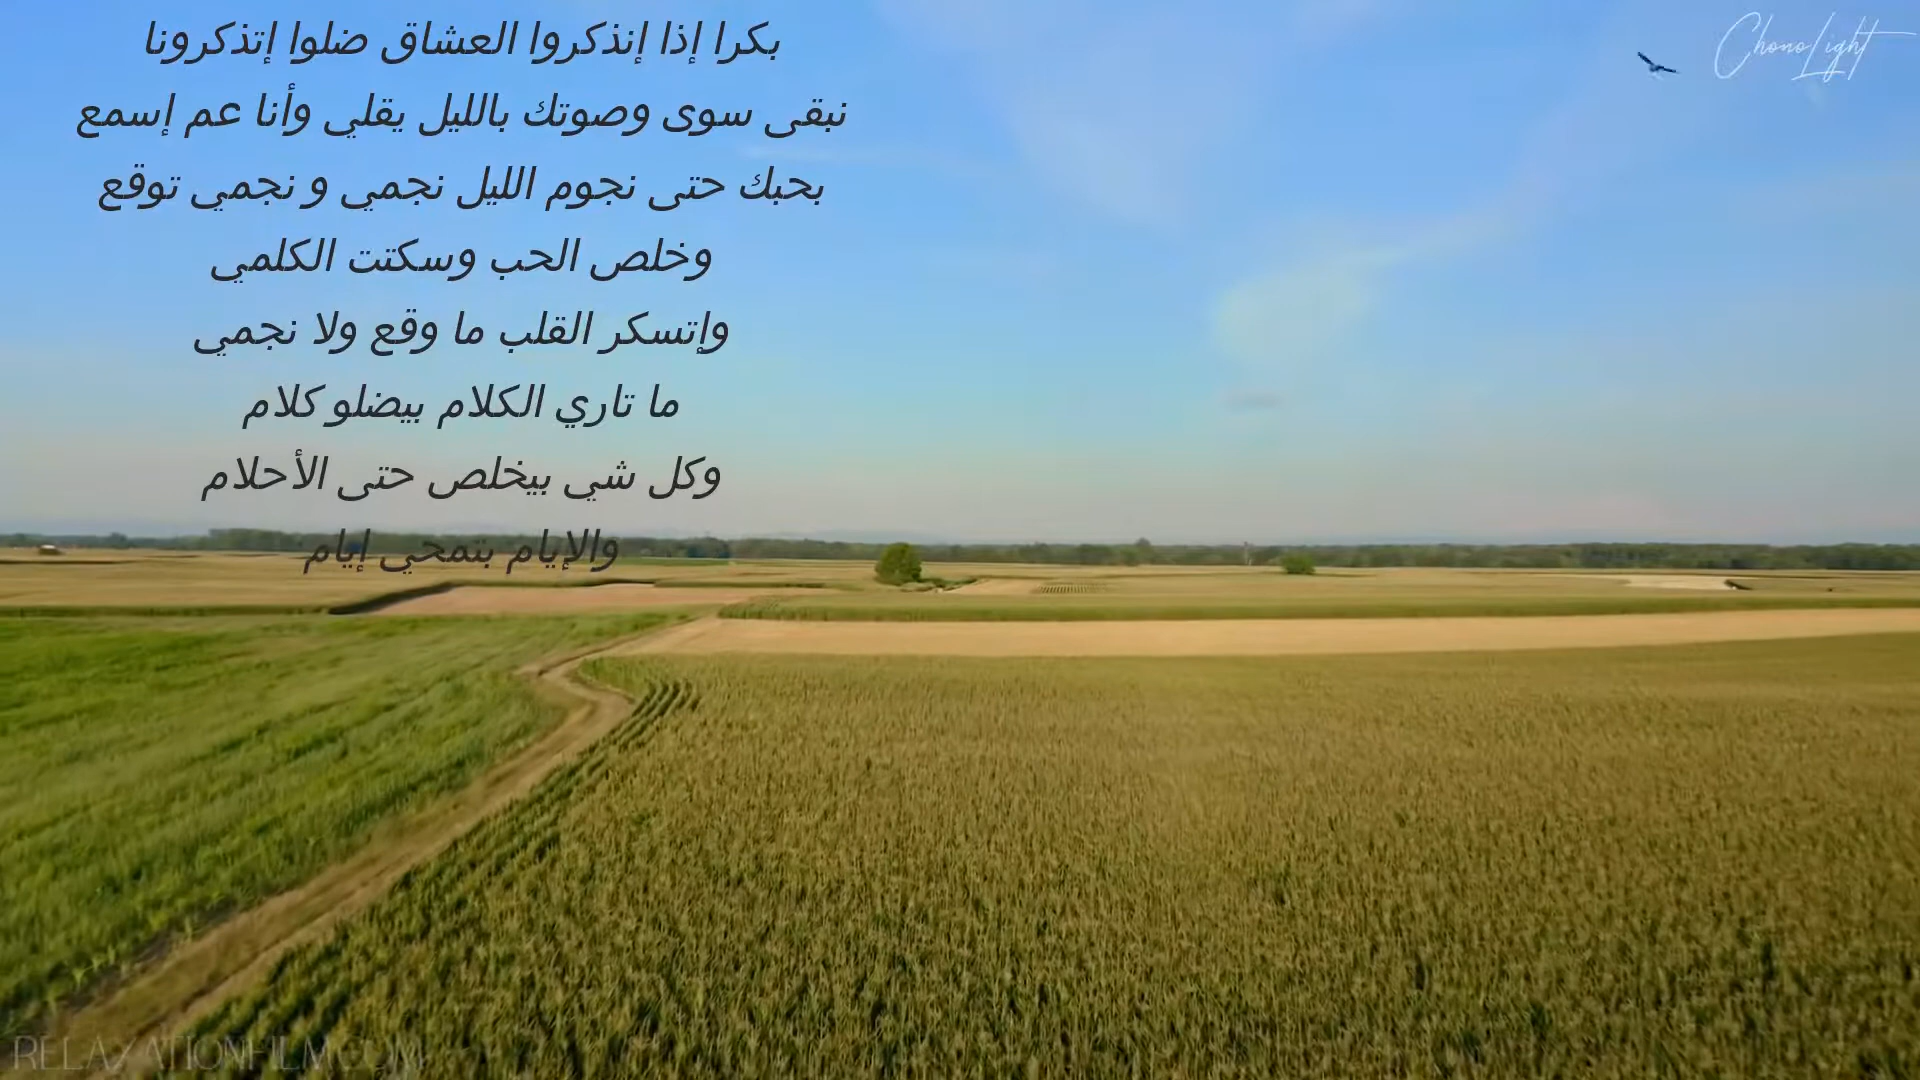 بكرا إذا إنذكروا العشاق ضلوا إتذكرونا
نبقى سوى وصوتك بالليل يقلي وأنا عم إسمع
بحبك حتى نجوم الليل نجمي و نجمي توقع
وخلص الحب وسكتت الكلمي
وإتسكر القلب ما وقع ولا نجمي
ما تاري الكلام بيضلو كلام
وكل شي بيخلص حتى الأحلام
والإيام بتمحي إيام
ChonoLight
RELAXATIONFILM.COM